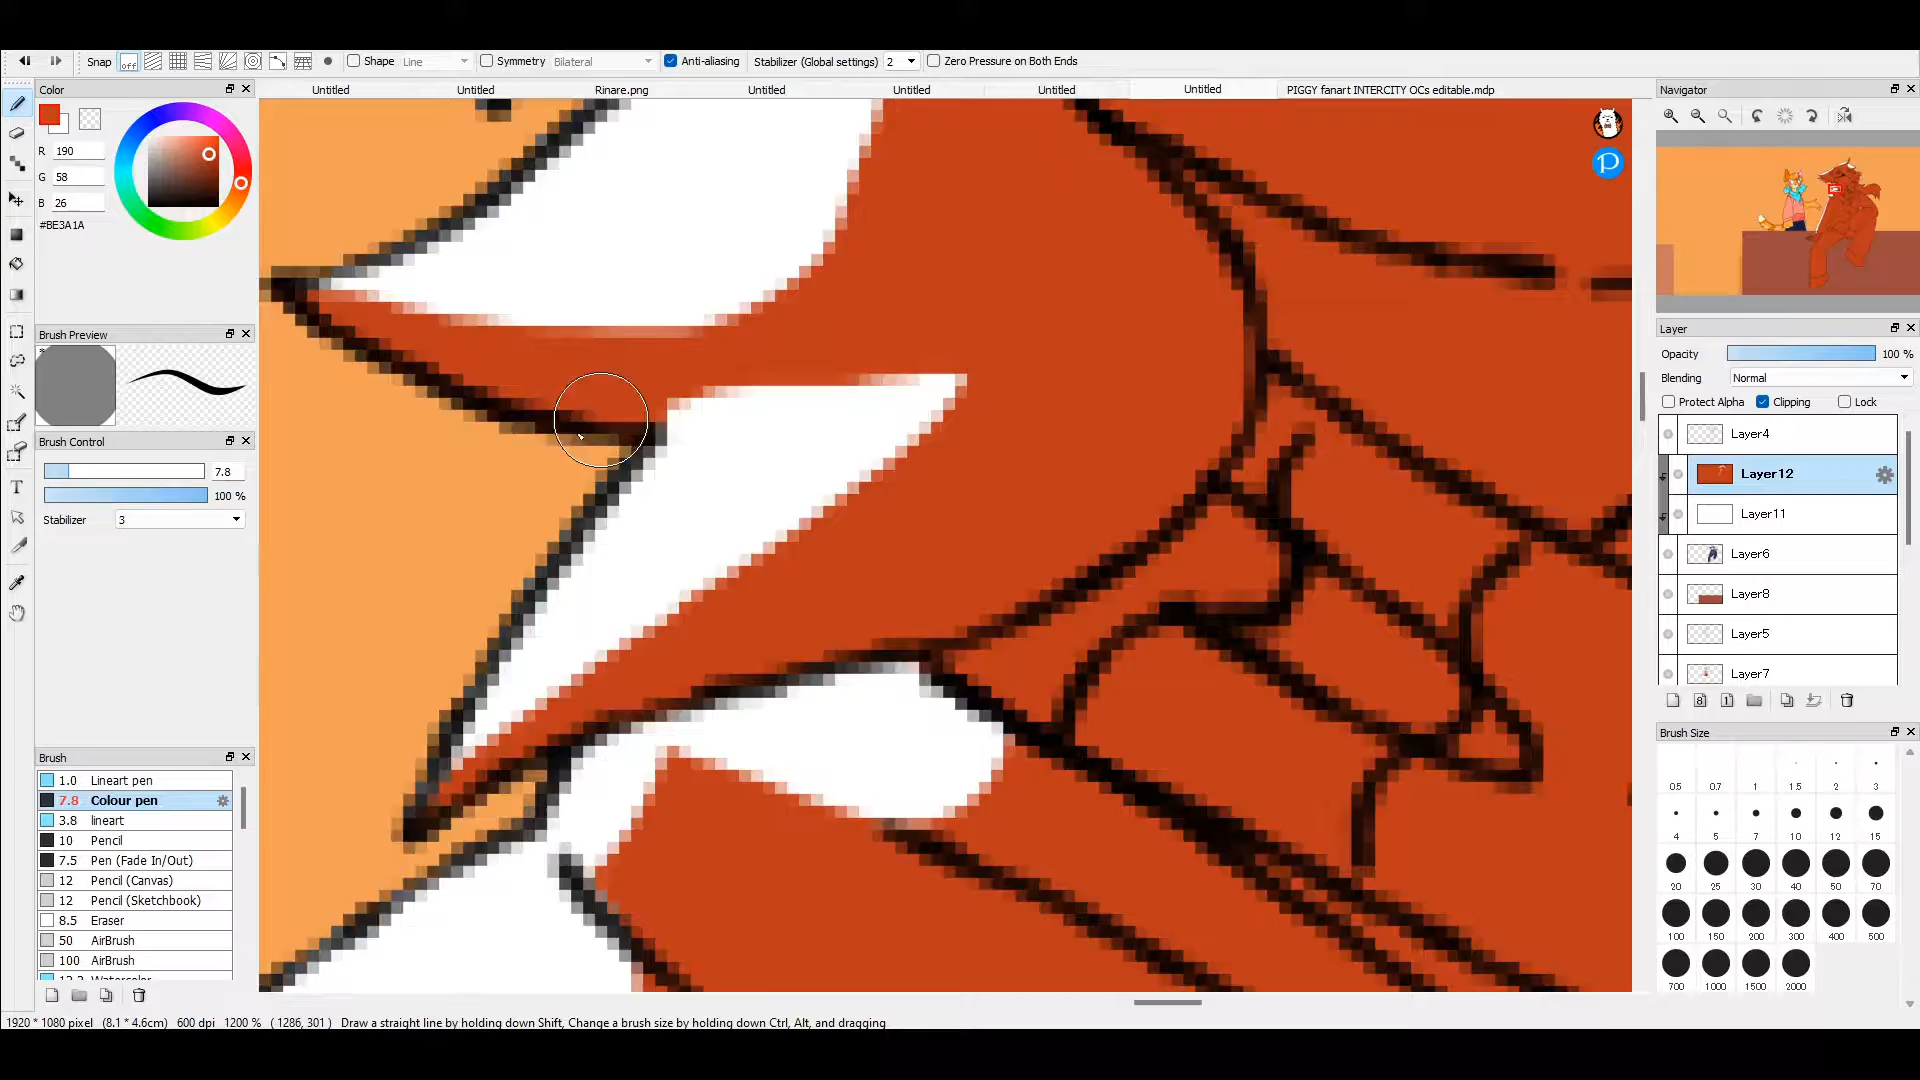 Snap
off
Shape
Line
Symmetry
Bilateral
Anti-aliasing
Stabilizer (Global settings)
2
Zero Pressure on Both Ends
Color
Untitled
Untitled
Rinare.png
Untitled
Untitled
Untitled
Untitled
PIGGY fanart INTERCITY OCs editable.mdp
Navigator
R 190
G 58
B 26
#BE3A1A
P
Brush Preview
Layer
Opacity
100 %
Blending
Normal
Protect Alpha
Clipping
Lock
Layer4
Layer12
Layer11
Layer6
Layer8
Layer5
Layer7
8
1
Brush Control
7.8
100 %
Stabilizer
3
T
Brush
1.0 Lineart pen
7.8 Colour pen
3.8 lineart
10 Pencil
7.5 Pen (Fade In/Out)
12 Pencil (Canvas)
12 Pencil (Sketchbook)
8.5 Eraser
50 AirBrush
100 AirBrush
Brush Size
0.5 0.7 1 1.5 2 3
4 5 7 10 12 15
20 25 30 40 50 70
100 150 200 300 400 500
700 1000 1500 2000
1920 * 1080 pixel (8.1 * 4.6cm) 600 dpi 1200 % ( 1286, 301 ) Draw a straight line by holding down Shift, Change a brush size by holding down Ctrl, Alt, and dragging